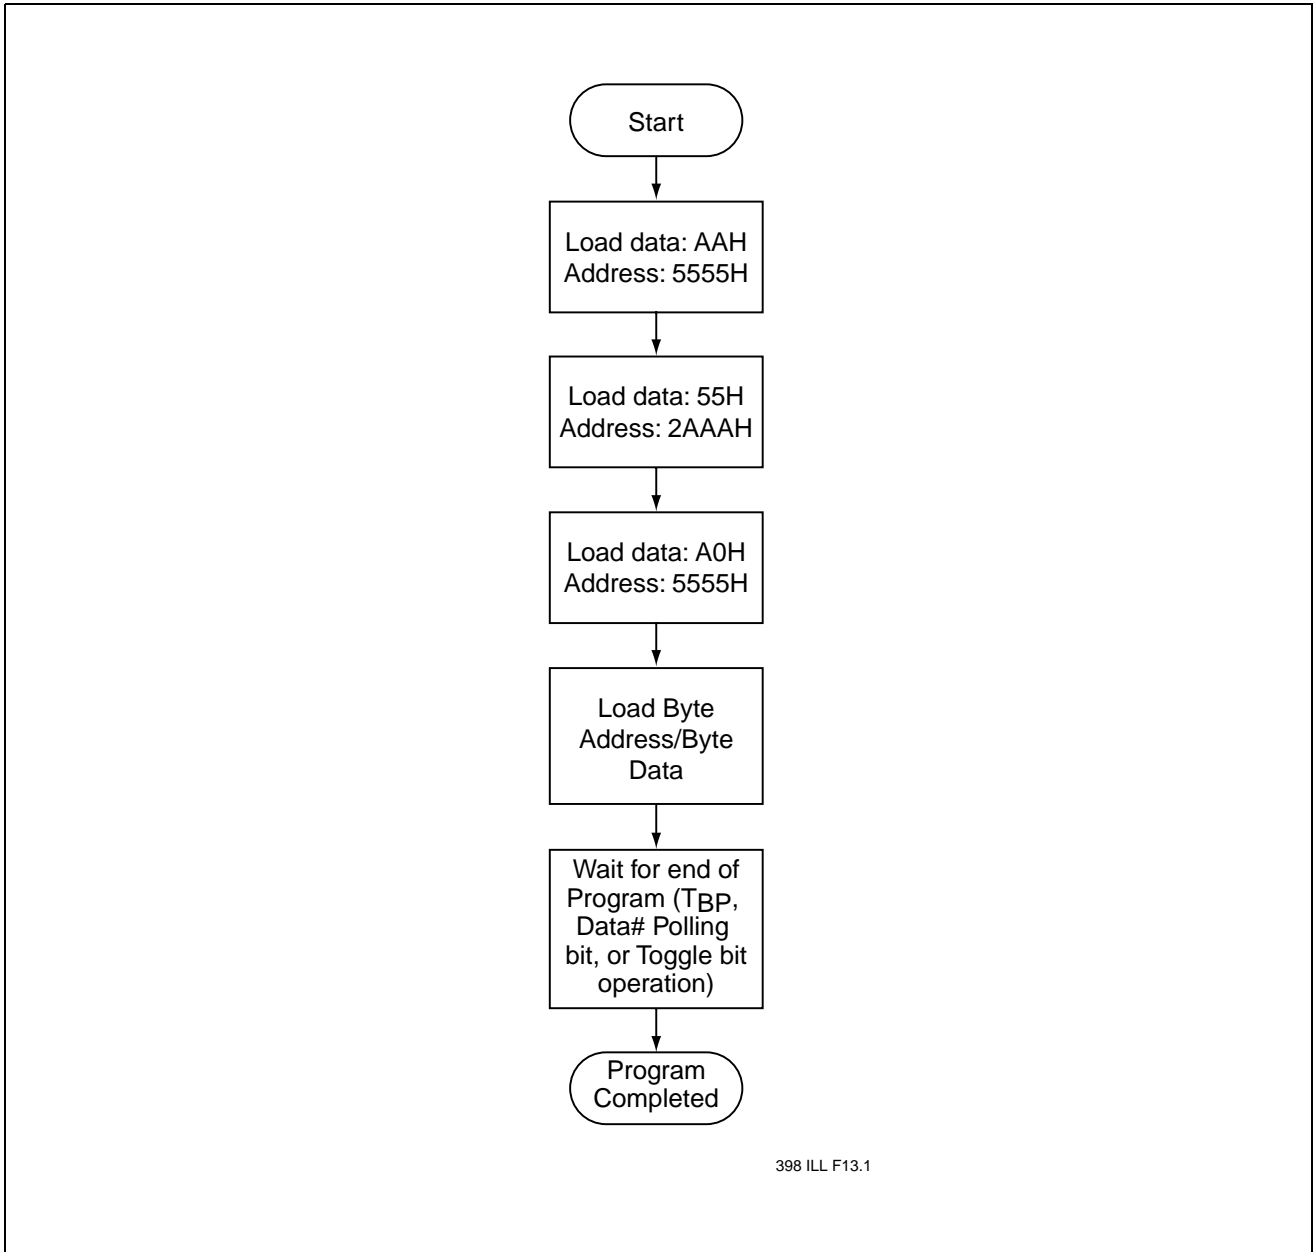 Start
Load data: AAH
Address: 5555H
Load data: 55H
Address: 2AAAH
Load data: A0H
Address: 5555H
Load Byte
Address/Byte
Data
Wait for end of
Program (TBP,
Data# Polling
bit, or Toggle bit
operation)
Program
Completed
398 ILL F13.1